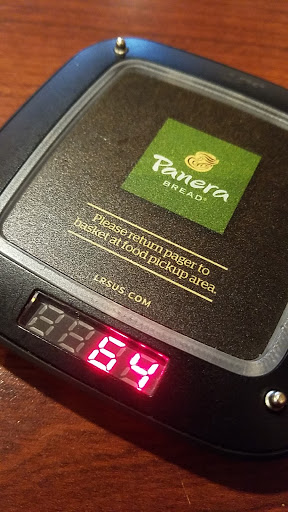 Panera
BREAD®
Please return pager to
basket at food pickup area.
LRSUS.COM
64